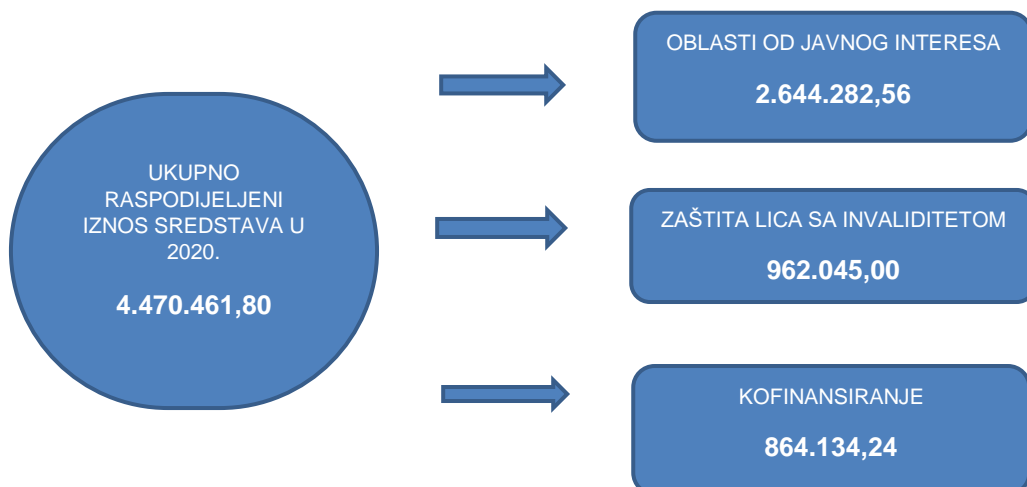 UKUPNO
RASPODIJELJENI
IZNOS SREDSTAVA U
2020.
4.470.461,80
OBLASTI OD JAVNOG INTERESA
2.644.282,56
ZAŠTITA LICA SA INVALIDITETOM
962.045,00
KOFINANSIRANJE
864.134,24